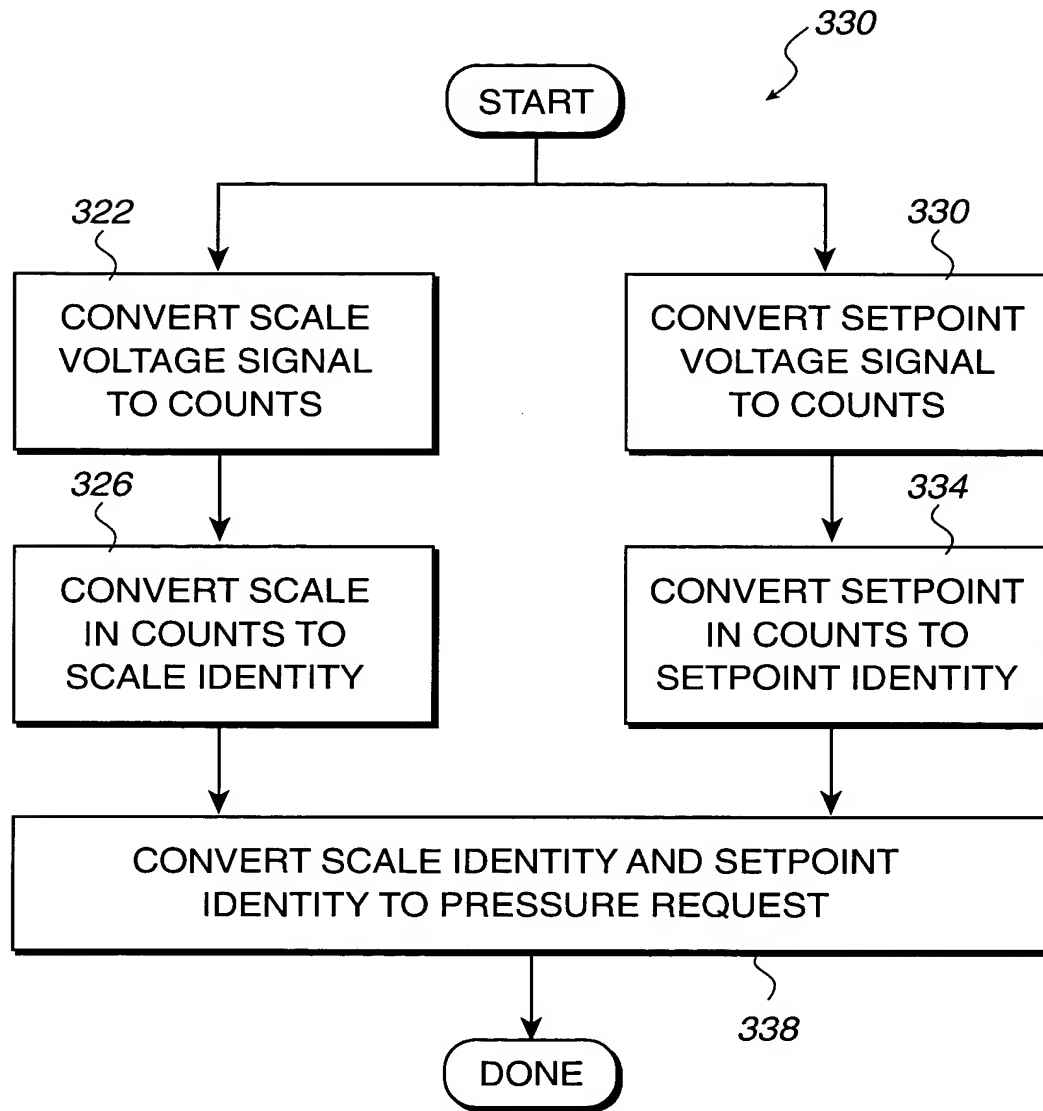 330
START
322
CONVERT SCALE
VOLTAGE SIGNAL
TO COUNTS
330
CONVERT SETPOINT
VOLTAGE SIGNAL
TO COUNTS
326
CONVERT SCALE
IN COUNTS TO
SCALE IDENTITY
334
CONVERT SETPOINT
IN COUNTS TO
SETPOINT IDENTITY
CONVERT SCALE IDENTITY AND SETPOINT
IDENTITY TO PRESSURE REQUEST
338
DONE